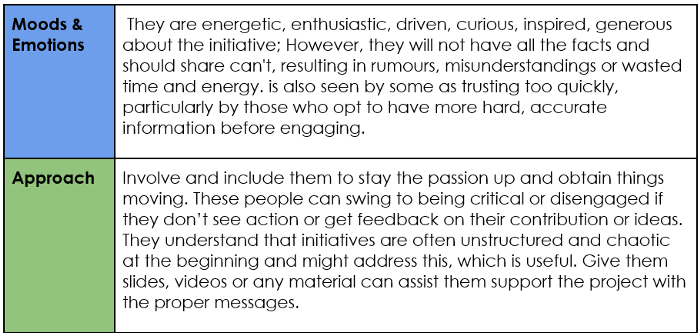 Moods &
Emotions
They are energetic, enthusiastic, driven, curious, inspired, generous
about the initiative; However, they will not have all the facts and
should share can't, resulting in rumours, misunderstandings or wasted
time and energy. is also seen by some as trusting too quickly,
particularly by those who opt to have more hard, accurate
information before engaging.
Approach
Involve and include them to stay the passion up and obtain things
moving. These people can swing to being critical or disengaged if
they don’t see action or get feedback on their contribution or ideas.
They understand that initiatives are often unstructured and chaotic
at the beginning and might address this, which is useful. Give them
slides, videos or any material can assist them support the project with
the proper messages.